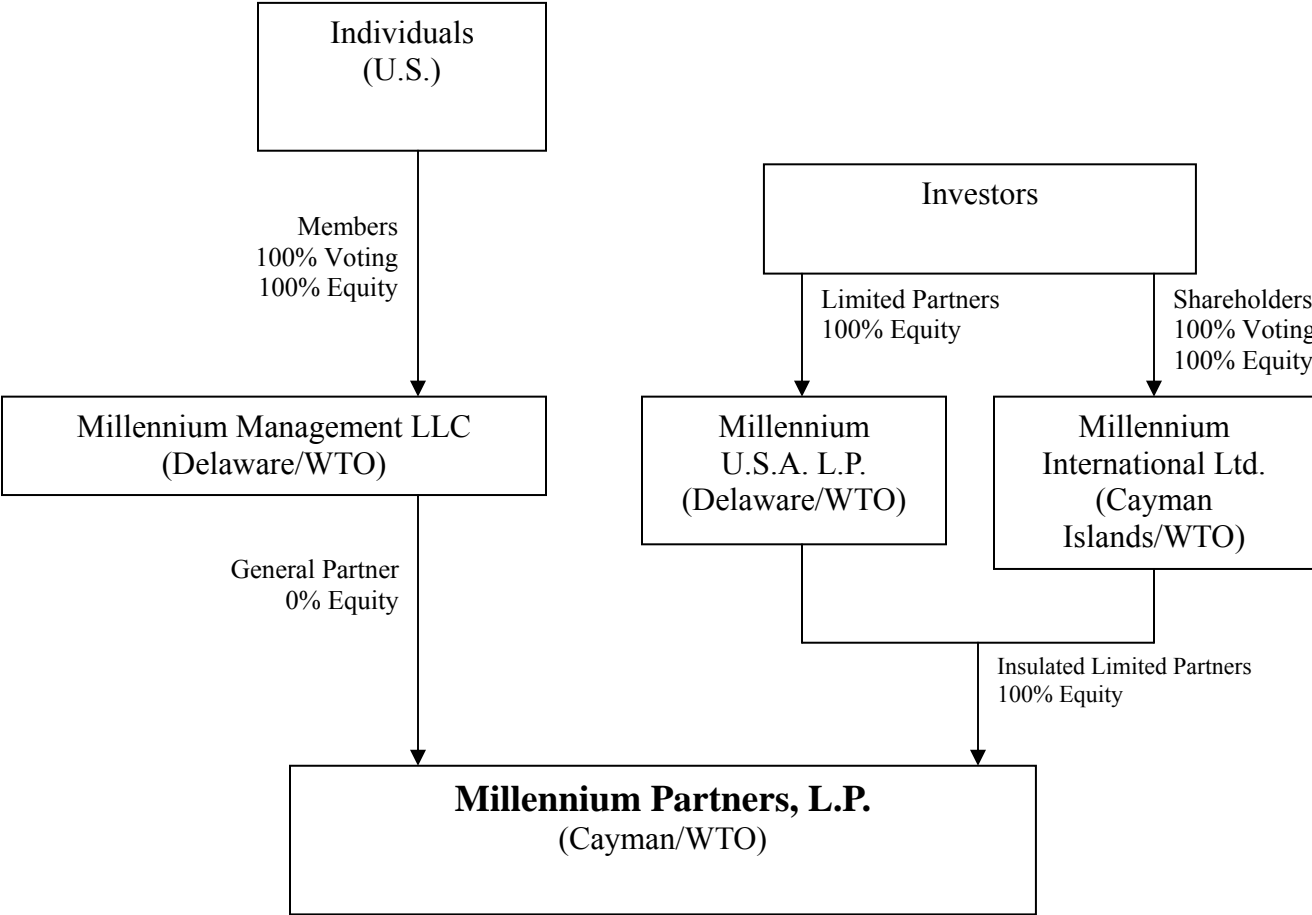 Individuals
(U.S.)
Members
100% Voting
100% Equity
Investors
Limited Partners
100% Equity
Shareholders
100% Voting
100% Equity
Millennium Management LLC
(Delaware/WTO)
Millennium
U.S.A. L.P.
(Delaware/WTO)
Millennium
International Ltd.
(Cayman
Islands/WTO)
General Partner
0% Equity
Insulated Limited Partners
100% Equity
Millennium Partners, L.P.
(Cayman/WTO)